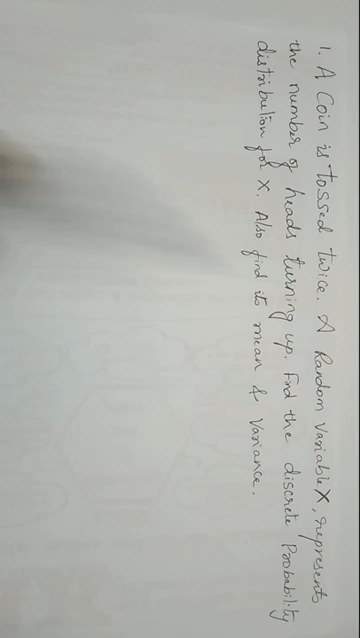 1. A Coin is tossed twice. A Random Variable X, represents
the number of heads turning up. Find the discrete Probability
distribution for X. Also find its mean & Variance.